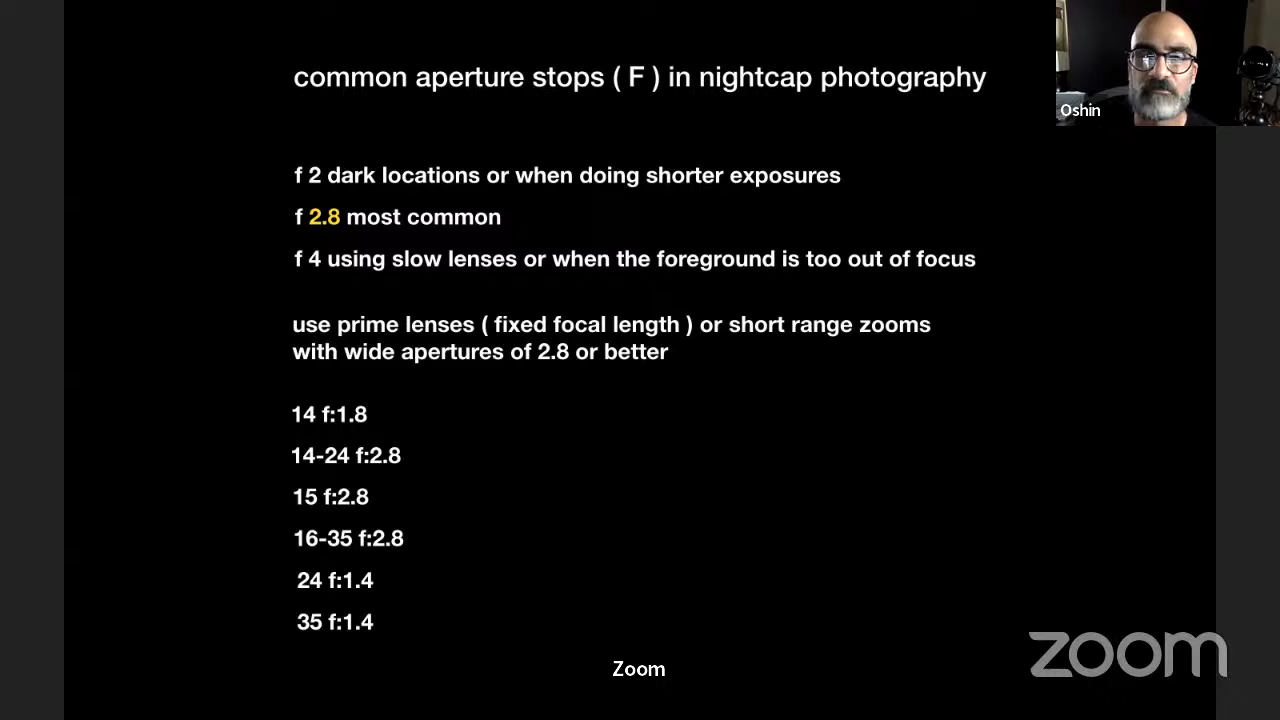 common aperture stops ( F ) in nightcap photography
Oshin
f 2 dark locations or when doing shorter exposures
f 2.8 most common
f 4 using slow lenses or when the foreground is too out of focus
use prime lenses ( fixed focal length ) or short range zooms
with wide apertures of 2.8 or better
14 f:1.8
14-24 f:2.8
15 f:2.8
16-35 f:2.8
24 f:1.4
35 f:1.4
Zoom
zoom